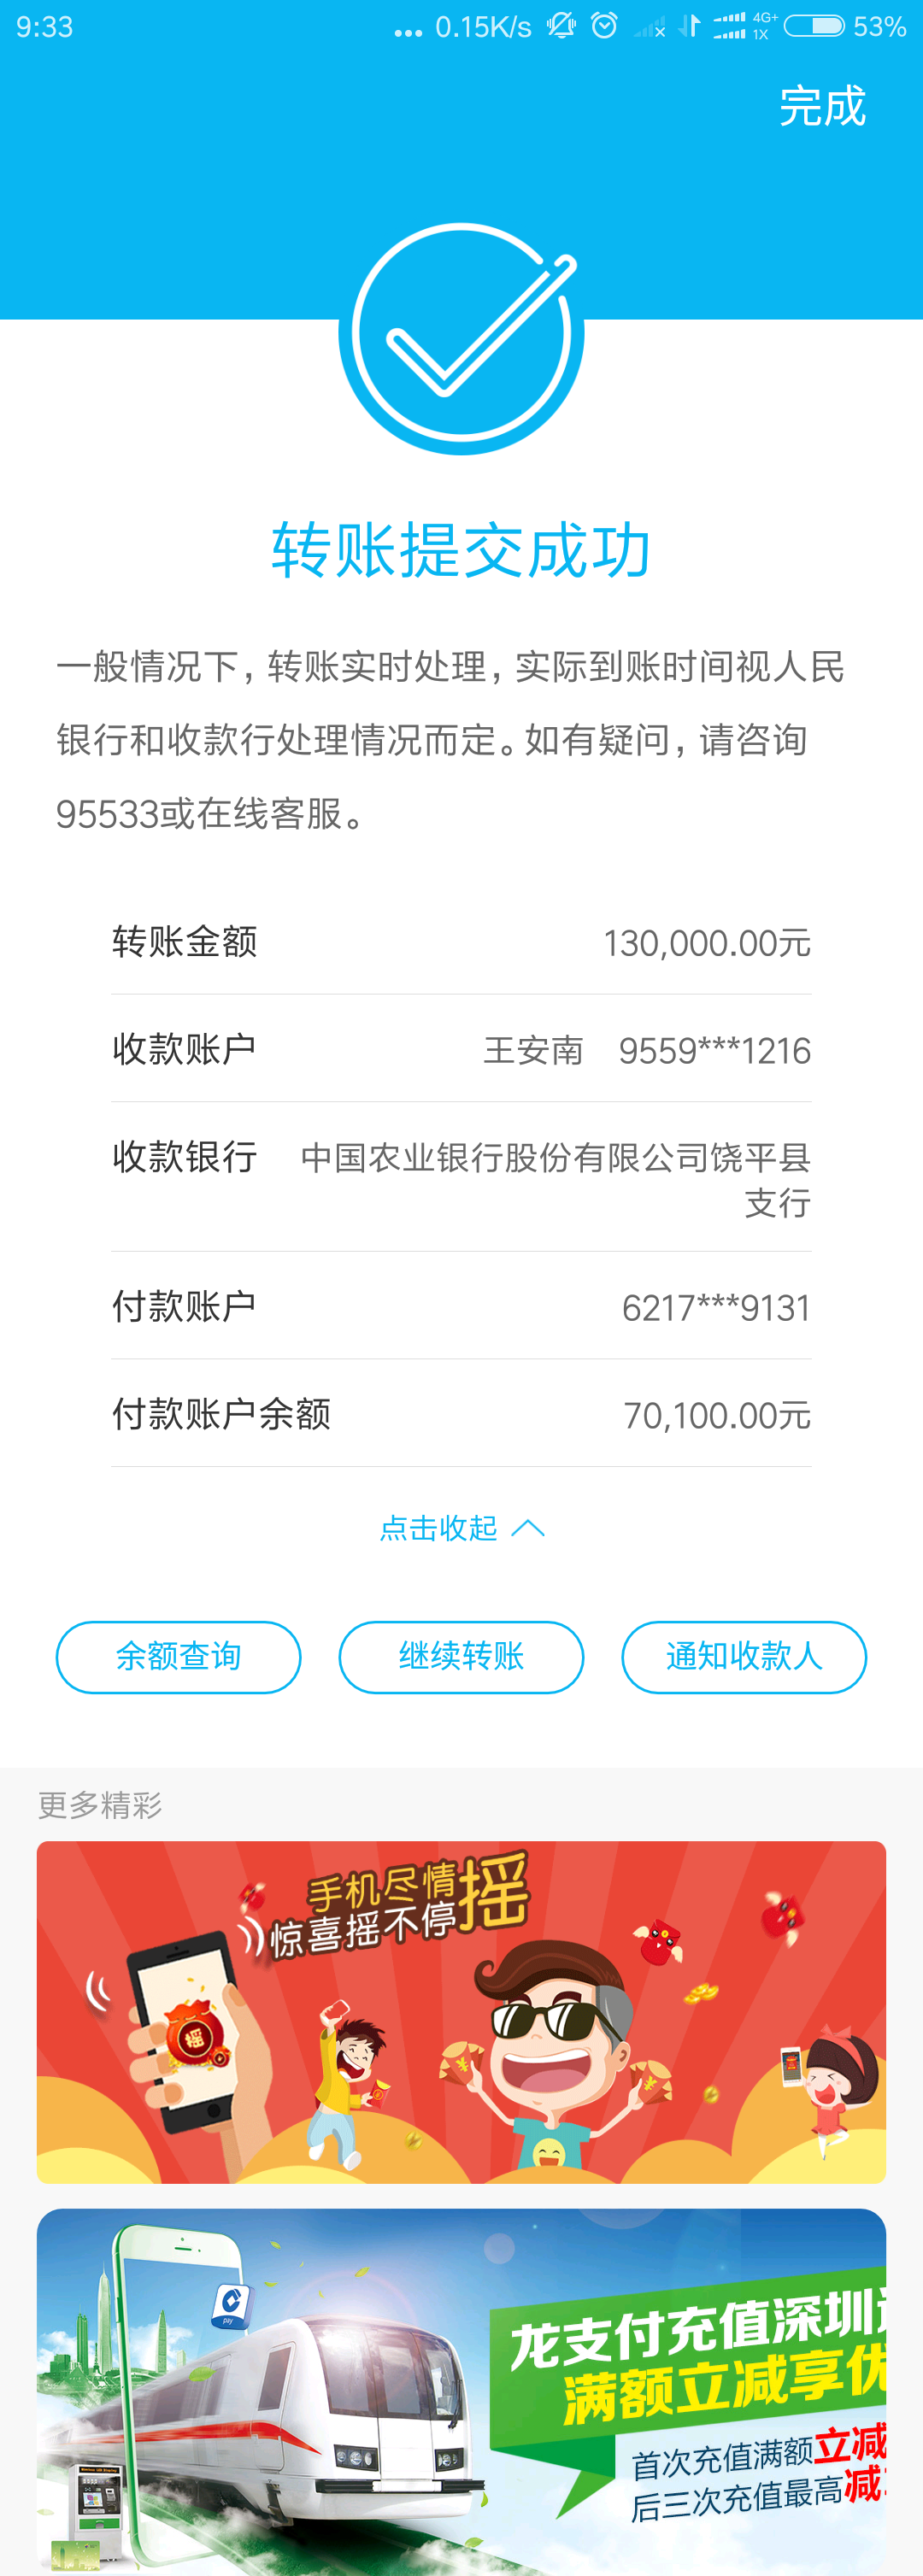 9:33
... 0.15K/s 4G+ 1X 53%
完成
转账提交成功
一般情况下，转账实时处理，实际到账时间视人民
银行和收款行处理情况而定。如有疑问，请咨询
95533或在线客服。
转账金额 130,000.00元
收款账户 王安南 9559***1216
收款银行 中国农业银行股份有限公司饶平县
支行
付款账户 6217***9131
付款账户余额 70,100.00元
点击收起
余额查询 继续转账 通知收款人
更多精彩
手机尽情摇
惊喜摇不停
摇
pay
龙支付充值深圳
满额立减享优
首次充值满额立减
后三次充值最高减